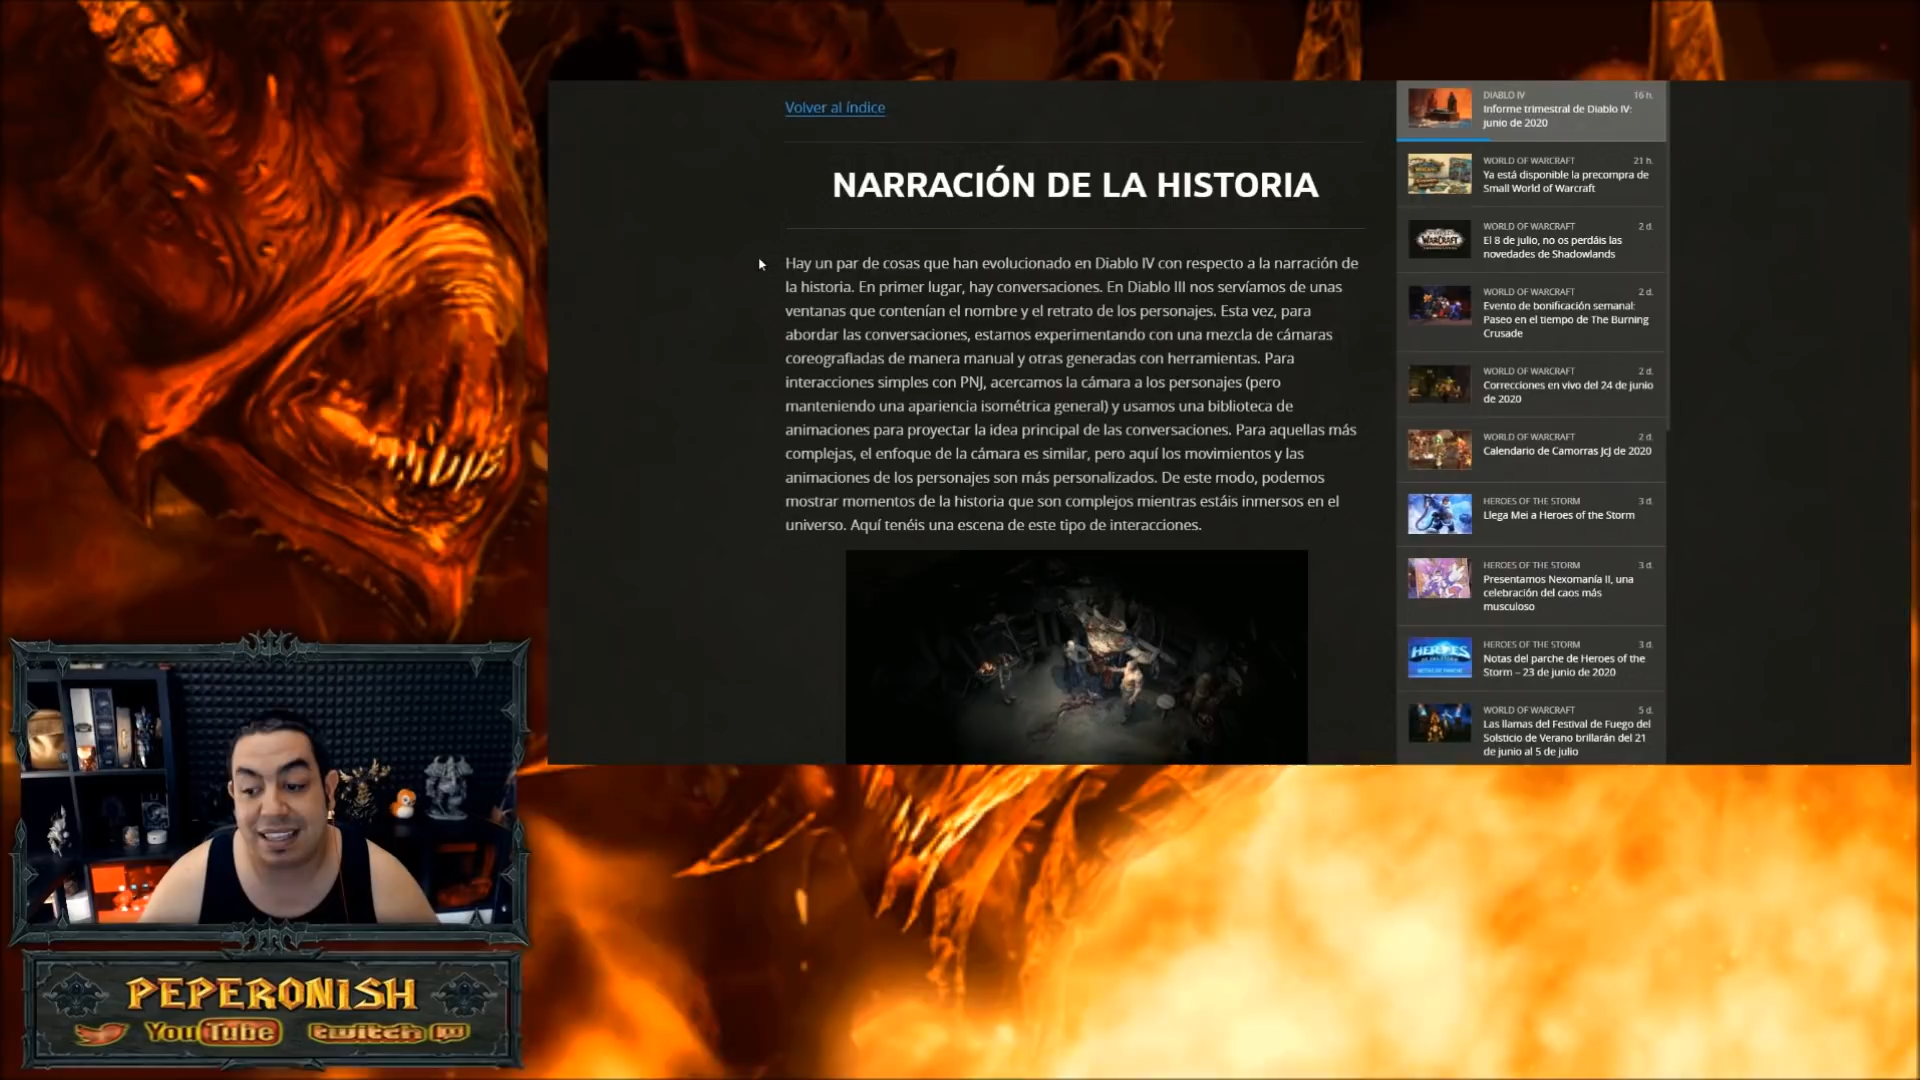 Volver al índice
NARRACIÓN DE LA HISTORIA
Hay un par de cosas que han evolucionado en Diablo IV con respecto a la narración de
la historia. En primer lugar, hay conversaciones. En Diablo III nos servíamos de unas
ventanas que contenían el nombre y el retrato de los personajes. Esta vez, para
abordar las conversaciones, estamos experimentando con una mezcla de cámaras
coreografiadas de manera manual y otras generadas con herramientas. Para
interacciones simples con PNJ, acercamos la cámara a los personajes (pero
manteniendo una apariencia isométrica general) y usamos una biblioteca de
animaciones para proyectar la idea principal de las conversaciones. Para aquellas más
complejas, el enfoque de la cámara es similar, pero aquí los movimientos y las
animaciones de los personajes son más personalizados. De este modo, podemos
mostrar momentos de la historia que son complejos mientras estáis inmersos en el
universo. Aquí tenéis una escena de este tipo de interacciones.
DIABLO IV 16 h.
Informe trimestral de Diablo IV:
junio de 2020
WORLD OF WARCRAFT 21 h.
Ya está disponible la precompra de
Small World of Warcraft
WORLD OF WARCRAFT 2 d.
El 8 de julio, no os perdáis las
novedades de Shadowlands
WARCRAFT
WORLD OF WARCRAFT 2 d.
Evento de bonificación semanal:
Paseo en el tiempo de The Burning
Crusade
WORLD OF WARCRAFT 2 d.
Correcciones en vivo del 24 de junio
de 2020
WORLD OF WARCRAFT 2 d.
Calendario de Camorras JcJ de 2020
HEROES OF THE STORM 3 d.
Llega Mei a Heroes of the Storm
HEROES OF THE STORM 3 d.
Presentamos Nexomanía II, una
celebración del caos más
musculoso
HEROES OF THE STORM 3 d.
Notas del parche de Heroes of the
Storm – 23 de junio de 2020
HEROES
WORLD OF WARCRAFT 5 d.
Las llamas del Festival de Fuego del
Solsticio de Verano brillarán del 21
de junio al 5 de julio
PEPERONISH
YouTube twitch